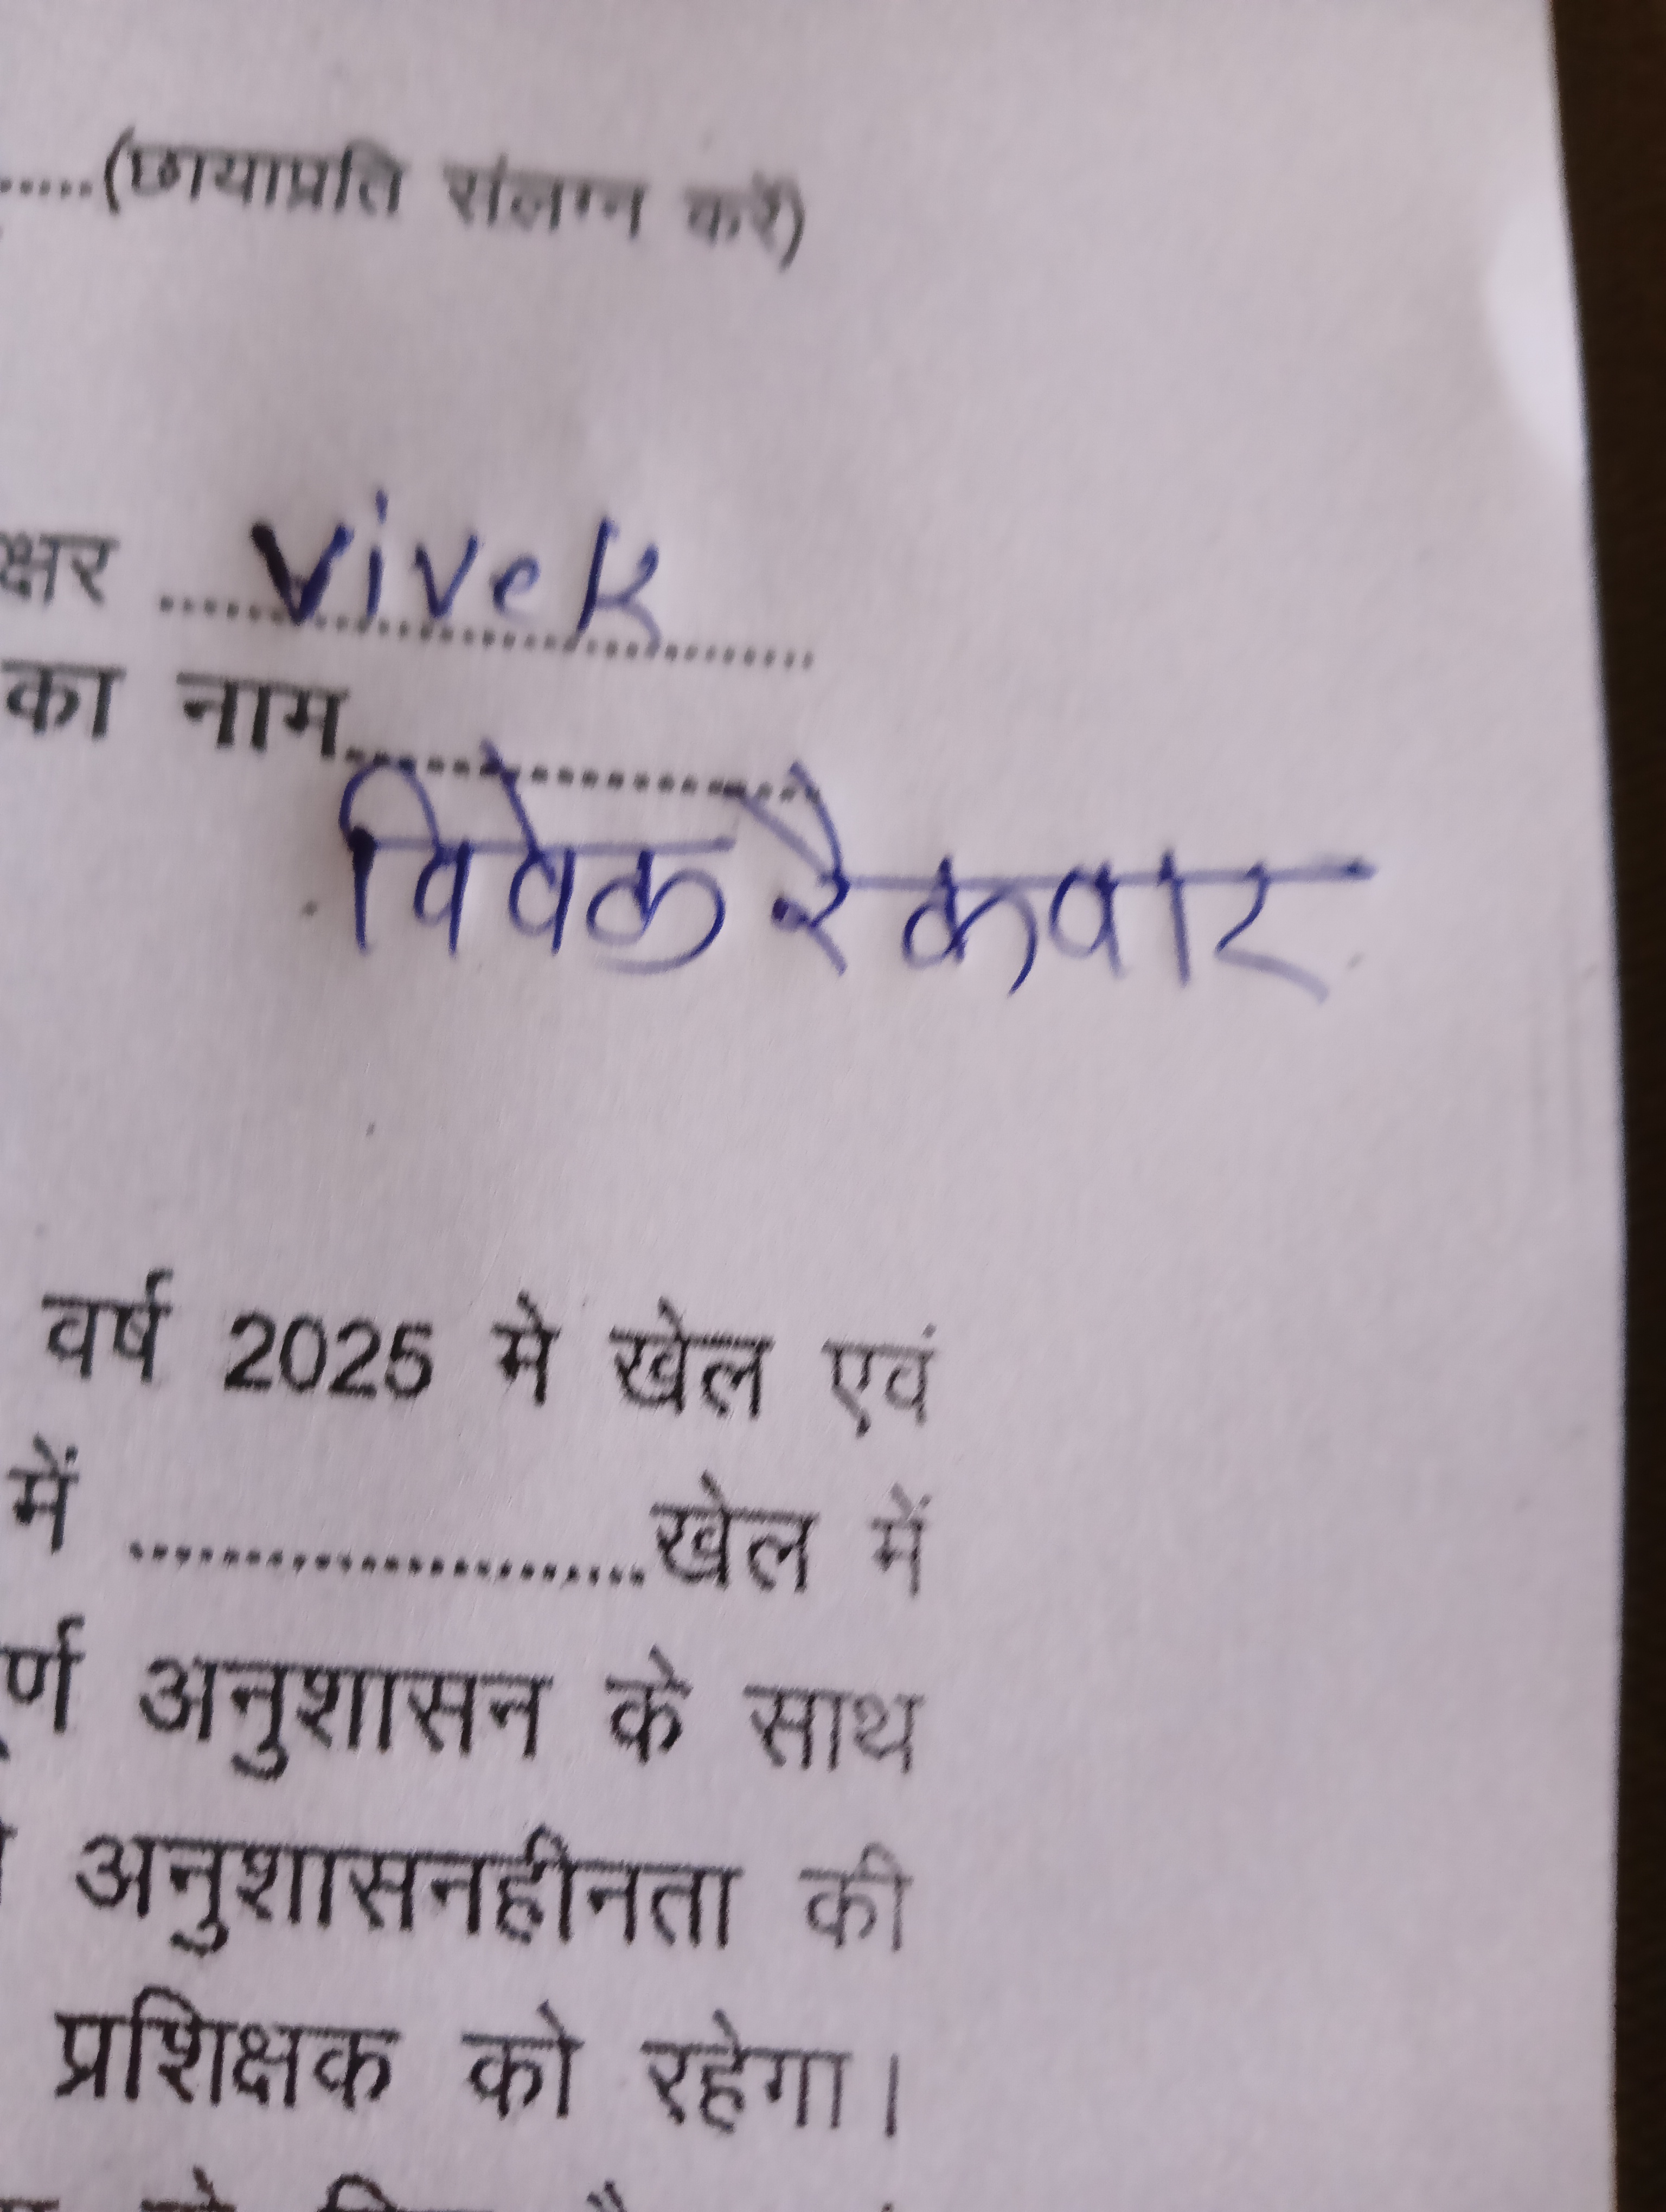 .....(छायाप्रति संलग्न करें)
क्षर ..... Vivek .....
का नाम.....
विवेक रैकवार
वर्ष 2025 मे खेल एवं
में .....खेल में
अनुशासन के साथ
अनुशासनहीनता की
प्रशिक्षक को रहेगा।